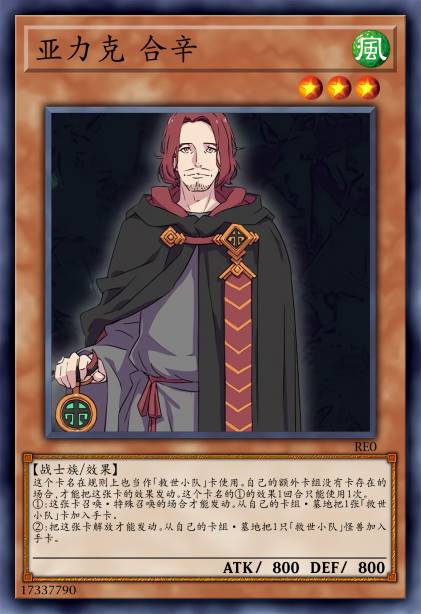 亚力克 合辛
風
RE0
【战士族/效果】
这个卡名在规则上也当作「救世小队」卡使用。自己的额外卡组没有卡存在的
场合,才能把这张卡的效果发动。这个卡名的①的效果1回合只能使用1次。
①:这张卡召唤·特殊召唤的场合才能发动。从自己的卡组·墓地把1张「救世
小队」卡加入手卡。
②:把这张卡解放才能发动。从自己的卡组·墓地把1只「救世小队」怪兽加入
手卡。
ATK/ 800 DEF/ 800
17337790